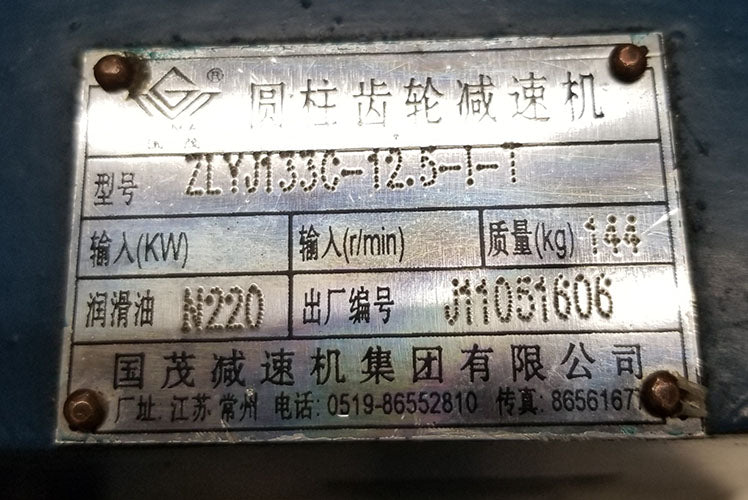 ® 圆柱齿轮减速机
国茂
型号 ZLYJ133C-12.5-I-T
输入(KW) 输入(r/min) 质量(kg) 144
润滑油 N220 出厂编号 J11051606
国茂减速机集团有限公司
厂址:江苏·常州 电话:0519-86552810 传真:8656167